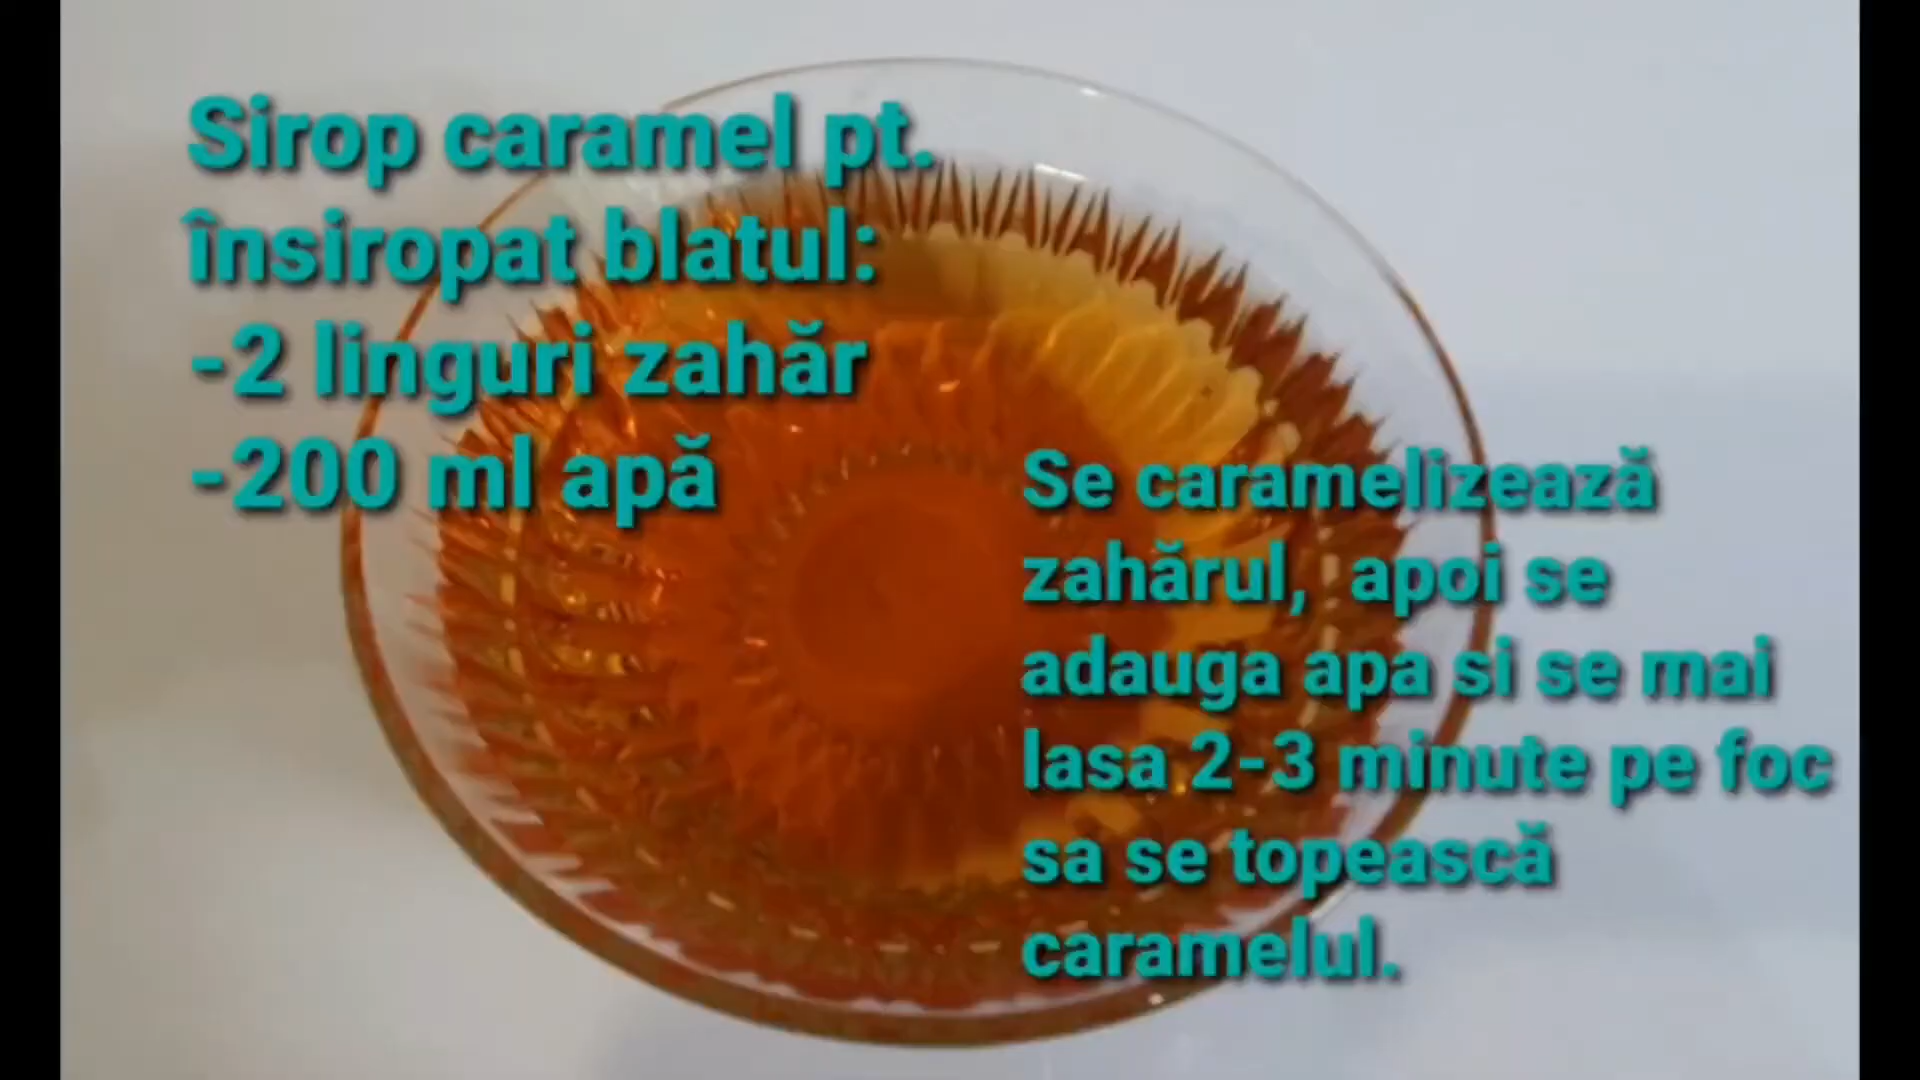 Sirop caramel pt.
însiropat blatul:
-2 linguri zahăr
-200 ml apă
Se caramelizează
zahărul, apoi se
adauga apa si se mai
lasa 2-3 minute pe foc
sa se topească
caramelul.